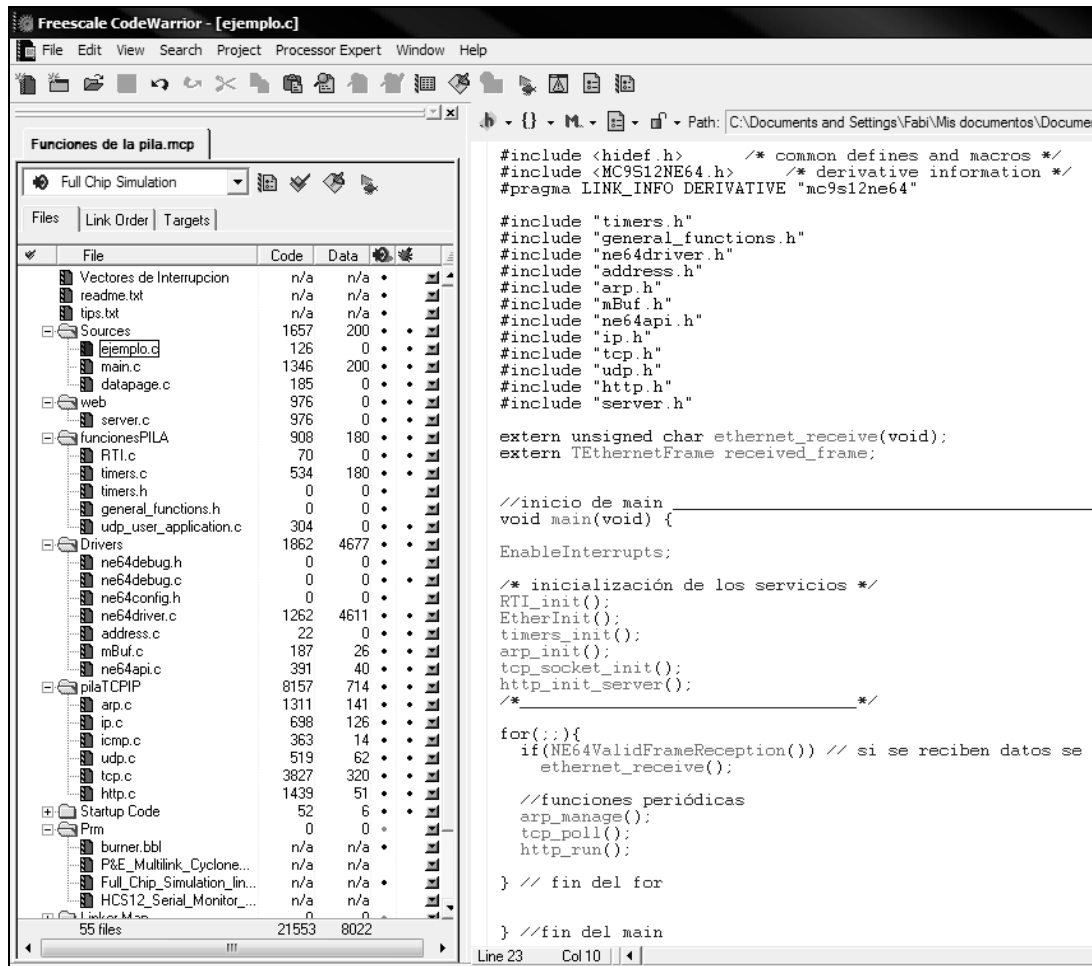 Freescale CodeWarrior - [ejemplo.c]
File Edit View Search Project Processor Expert Window Help
Path: C:\Documents and Settings\Fabi\Mis documentos\Docume
Funciones de la pila.mcp
Full Chip Simulation
Files Link Order Targets
File Code Data
Vectores de Interrupcion n/a n/a
readme.txt n/a n/a
tips.txt n/a n/a
Sources 1657 200
ejemplo.c 126 0
main.c 1346 200
datapage.c 185 0
web 976 0
server.c 976 0
funcionesPILA 908 180
RTI.c 70 0
timers.c 534 180
timers.h 0 0
general_functions.h 0 0
udp_user_application.c 304 0
Drivers 1862 4677
ne64debug.h 0 0
ne64debug.c 0 0
ne64config.h 0 0
ne64driver.c 1262 4611
address.c 22 0
mBuf.c 187 26
ne64api.c 391 40
pilaTCPIP 8157 714
arp.c 1311 141
ip.c 698 126
icmp.c 363 14
udp.c 519 62
tcp.c 3827 320
http.c 1439 51
Startup Code 52 6
Prm 0 0
burner.bbl n/a n/a
P&E_Multilink_Cyclone... n/a n/a
Full_Chip_Simulation_lin... n/a n/a
HCS12_Serial_Monitor_... n/a n/a
Linker Map 0 0
55 files 21553 8022
#include <hidef.h> /* common defines and macros */
#include <MC9S12NE64.h> /* derivative information */
#pragma LINK_INFO DERIVATIVE "mc9s12ne64"
#include "timers.h"
#include "general_functions.h"
#include "ne64driver.h"
#include "address.h"
#include "arp.h"
#include "mBuf.h"
#include "ne64api.h"
#include "ip.h"
#include "tcp.h"
#include "udp.h"
#include "http.h"
#include "server.h"
extern unsigned char ethernet_receive(void);
extern TEthernetFrame received_frame;
//inicio de main
void main(void) {
EnableInterrupts;
/* inicialización de los servicios */
RTI_init();
EtherInit();
timers_init();
arp_init();
tcp_socket_init();
http_init_server();
/*______________________________*/
for(;;){
if(NE64ValidFrameReception()) // si se reciben datos se
ethernet_receive();
//funciones periódicas
arp_manage();
tcp_poll();
http_run();
} // fin del for
} //fin del main
Line 23 Col 10